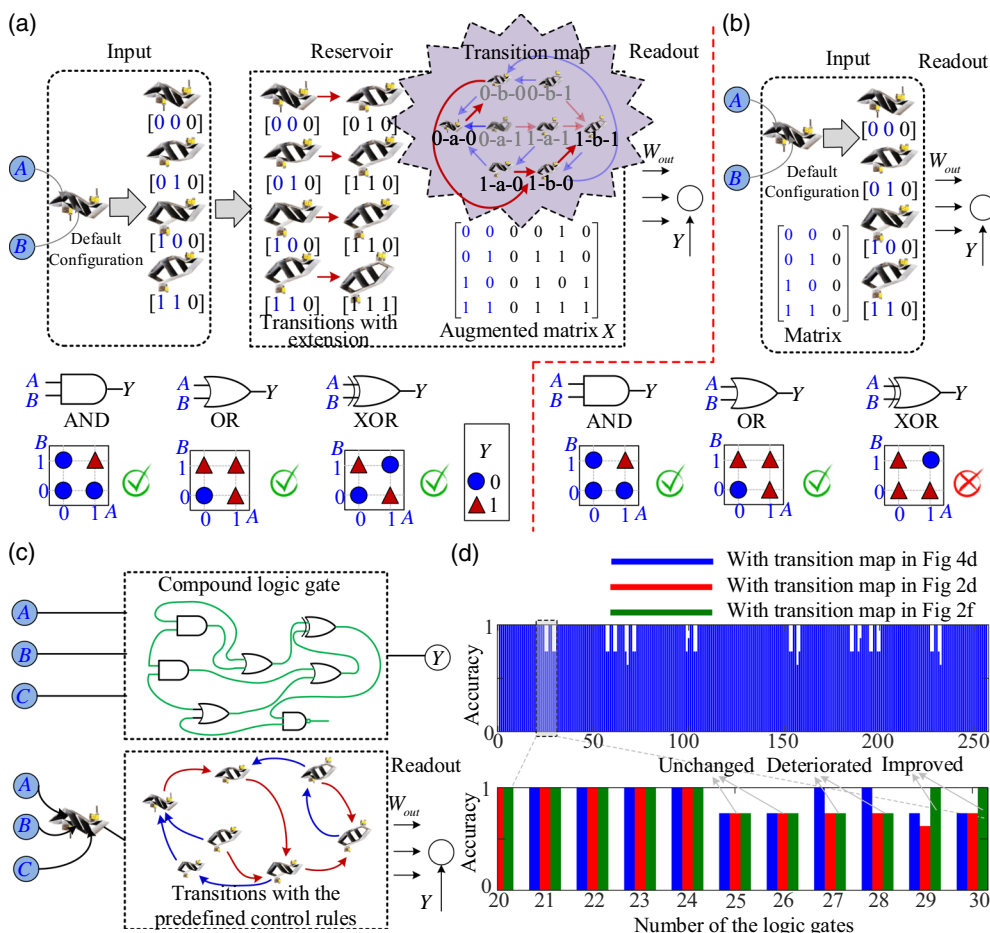 (a)
Input
Reservoir
Transition map
Readout
A
B
Default
Configuration
[0 0 0]
[0 1 0]
[1 0 0]
[1 1 0]
[0 0 0] [0 1 0]
[0 1 0] [1 1 0]
[1 0 0] [1 1 0]
[1 1 0] [1 1 1]
Transitions with
extension
0-b-0 0-b-1
0-a-0 0-a-1 1-a-1 1-b-1
1-a-0 1-b-0
0 0 0 0 1 0
0 1 0 1 1 0
1 0 0 1 0 1
1 1 0 1 1 1
Augmented matrix X
Wout
Y
A
B
Y
AND
A
B
Y
OR
A
B
Y
XOR
B
1
0
0 1 A
1
0
0 1
B
1
0
0 1 A
Y
0
1
(b)
Input
Readout
A
B
Default
Configuration
[0 0 0]
[0 1 0]
[1 0 0]
[1 1 0]
0 0 0
0 1 0
1 0 0
1 1 0
Matrix
Wout
Y
A
B
Y
AND
A
B
Y
OR
A
B
Y
XOR
B
1
0
0 1 A
1
0
0 1
B
1
0
0 1 A
(c)
A
B
C
Compound logic gate
Y
A
B
C
Transitions with the
predefined control rules
Readout
Wout
Y
(d)
With transition map in Fig 4d
With transition map in Fig 2d
With transition map in Fig 2f
Accuracy
1
0
0 50 100 150 200 250
Unchanged Deteriorated Improved
Accuracy
1
0
20 21 22 23 24 25 26 27 28 29 30
Number of the logic gates